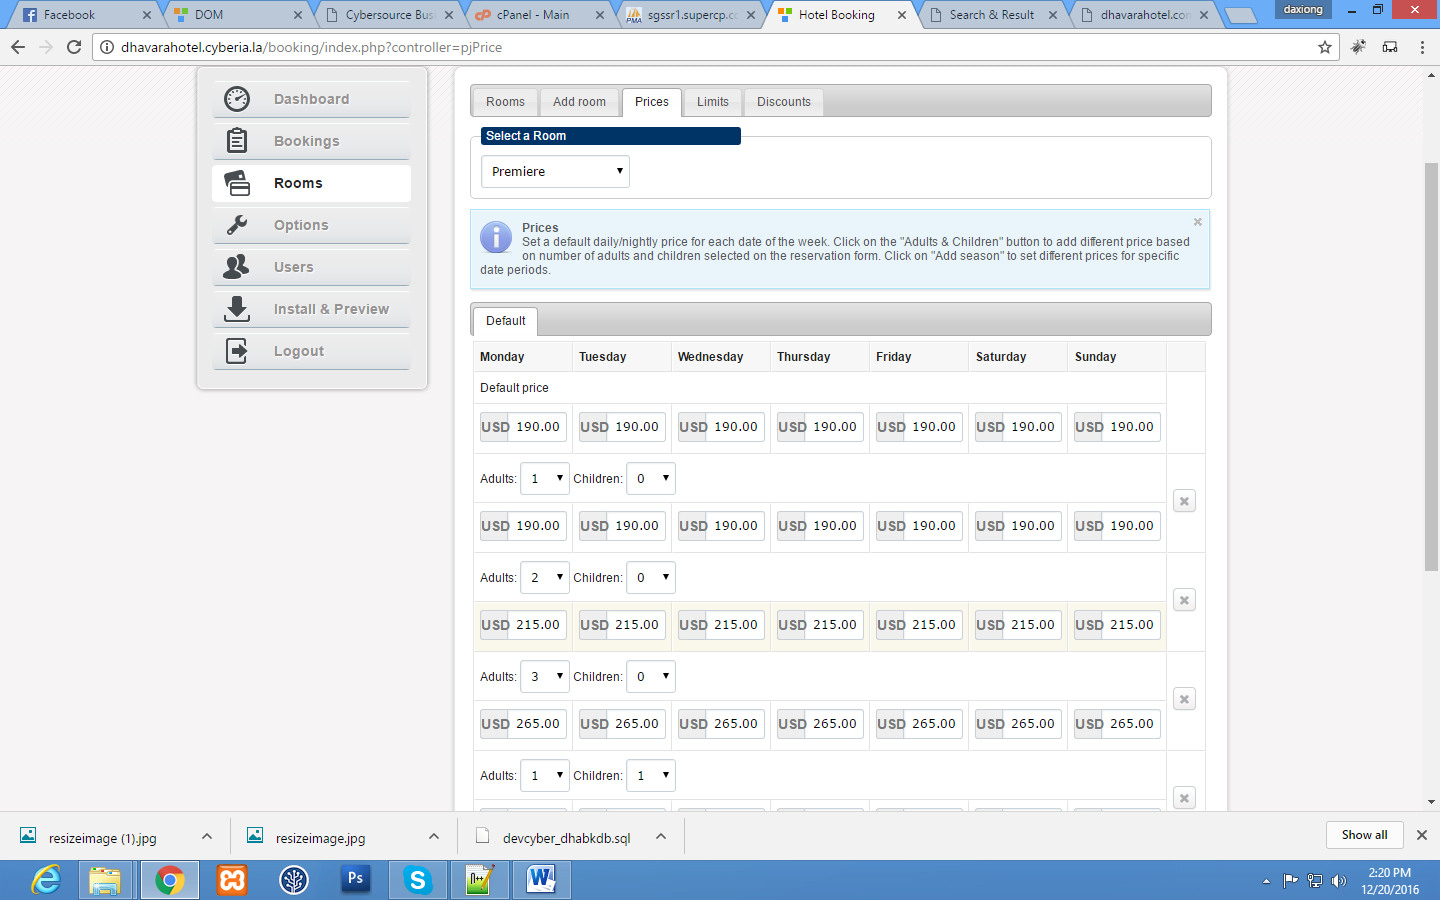 Facebook
DOM
Cybersource Bus
cPanel - Main
sgssr1.supercp.co
Hotel Booking
Search & Result
dhavarahotel.com
daxiong
dhavarahotel.cyberia.la/booking/index.php?controller=pjPrice
Dashboard
Bookings
Rooms
Options
Users
Install & Preview
Logout
Rooms Add room Prices Limits Discounts
Select a Room
Premiere
Prices
Set a default daily/nightly price for each date of the week. Click on the "Adults & Children" button to add different price based
on number of adults and children selected on the reservation form. Click on "Add season" to set different prices for specific
date periods.
Default
Monday Tuesday Wednesday Thursday Friday Saturday Sunday
Default price
USD 190.00 USD 190.00 USD 190.00 USD 190.00 USD 190.00 USD 190.00 USD 190.00
Adults: 1 Children: 0
USD 190.00 USD 190.00 USD 190.00 USD 190.00 USD 190.00 USD 190.00 USD 190.00
Adults: 2 Children: 0
USD 215.00 USD 215.00 USD 215.00 USD 215.00 USD 215.00 USD 215.00 USD 215.00
Adults: 3 Children: 0
USD 265.00 USD 265.00 USD 265.00 USD 265.00 USD 265.00 USD 265.00 USD 265.00
Adults: 1 Children: 1
resizeimage (1).jpg
resizeimage.jpg
devcyber_dhabkdb.sql
Show all
Ps
2:20 PM
12/20/2016